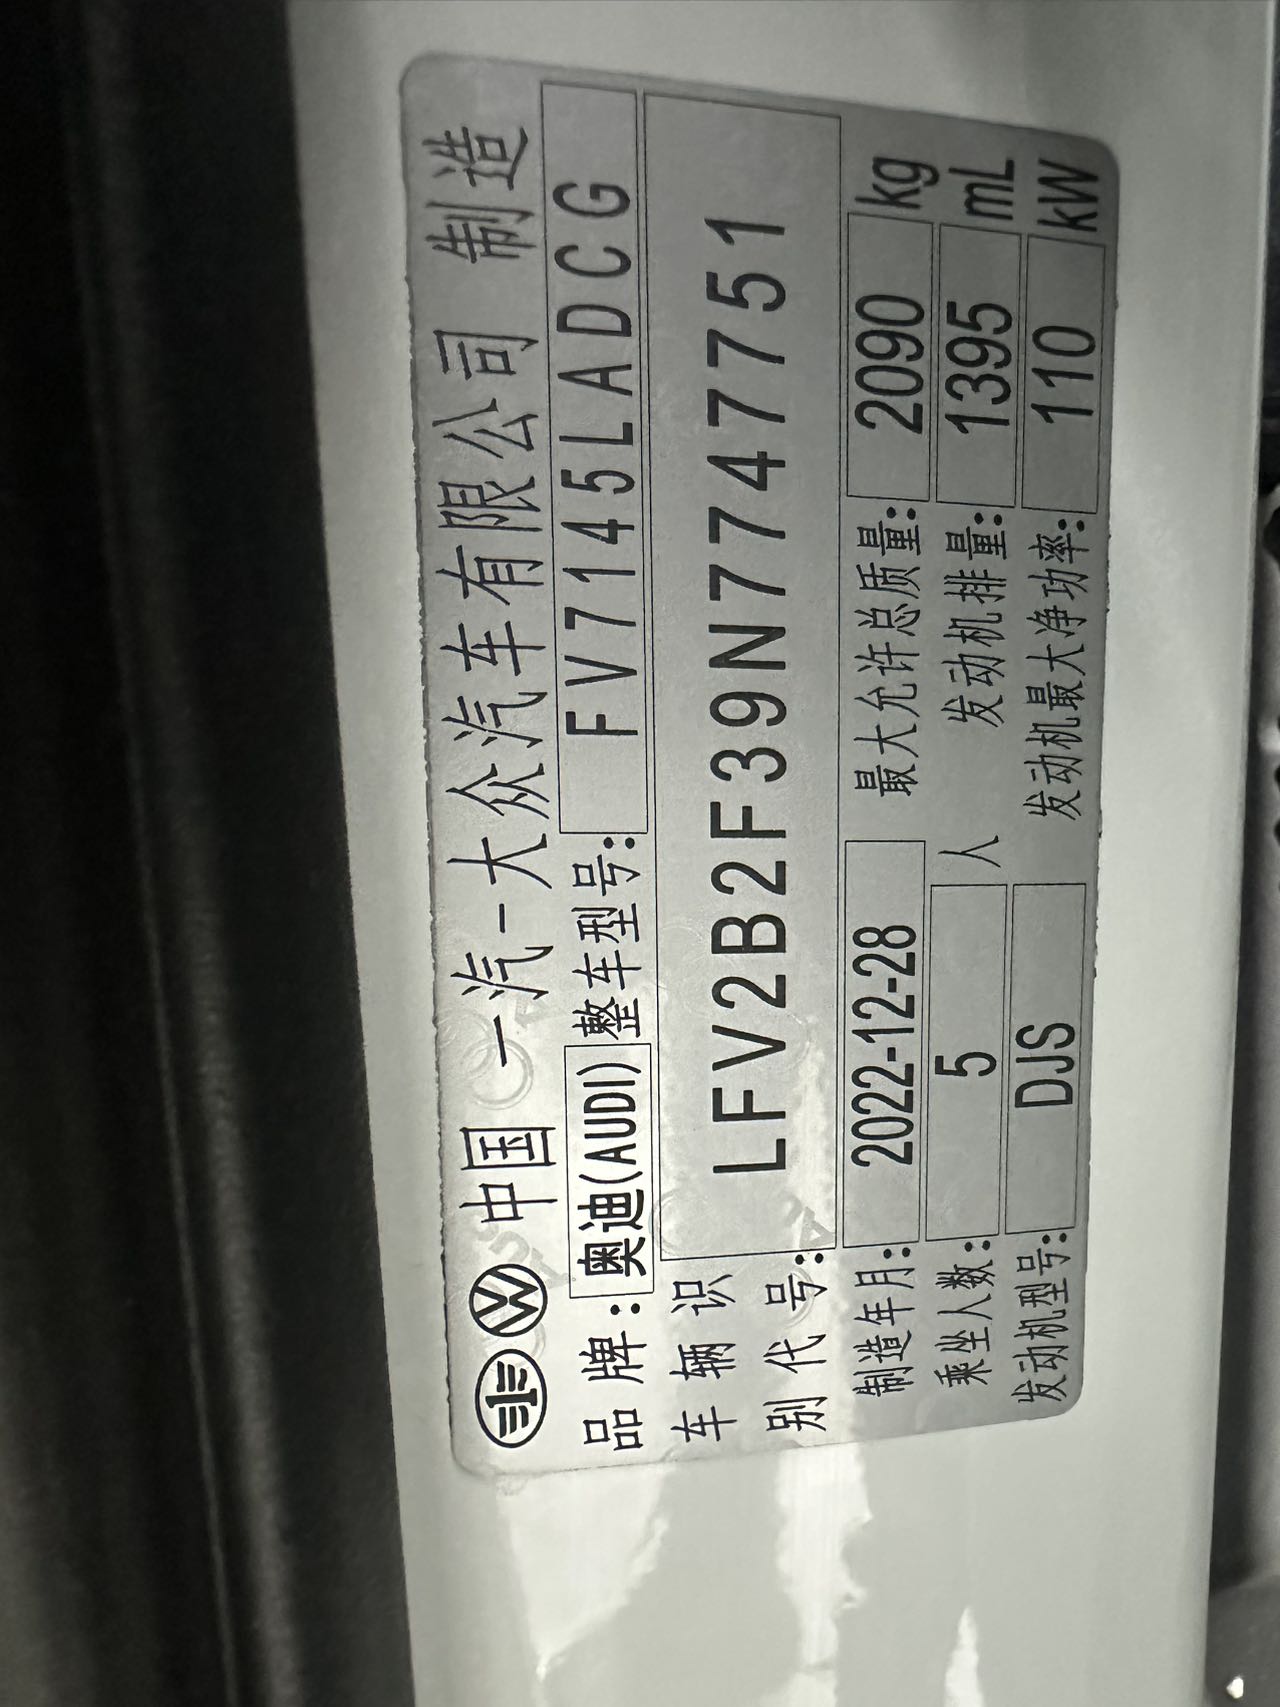 中国 一汽-大众汽车有限公司 制造
品牌: 奥迪(AUDI) 整车型号: FV7145LADCG
车辆识别代号: LFV2B2F39N7747751
制造年月: 2022-12-28 最大允许总质量: 2090 kg
乘坐人数: 5 人 发动机排量: 1395 mL
发动机型号: DJS 发动机最大净功率: 110 kW